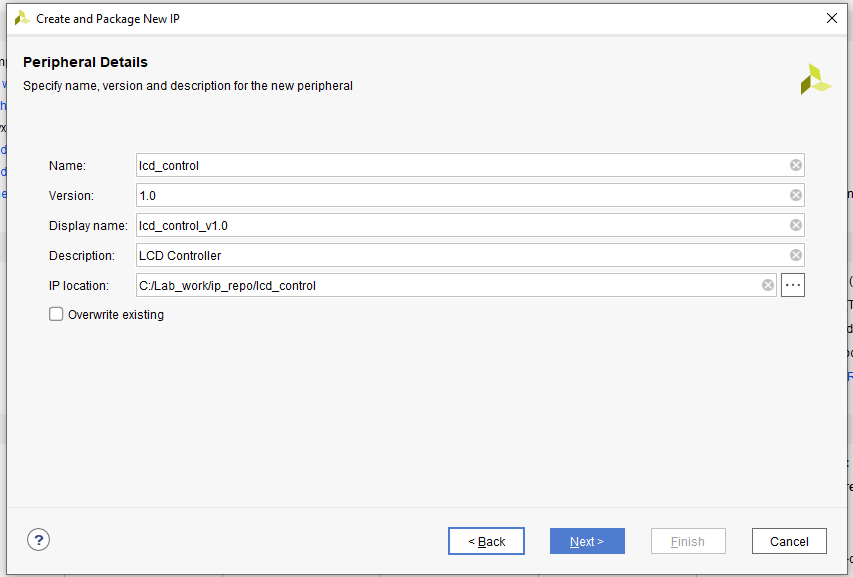 Create and Package New IP
Peripheral Details
Specify name, version and description for the new peripheral
Name: lcd_control
Version: 1.0
Display name: lcd_control_v1.0
Description: LCD Controller
IP location: C:/Lab_work/ip_repo/lcd_control ...
Overwrite existing
? < Back Next > Finish Cancel